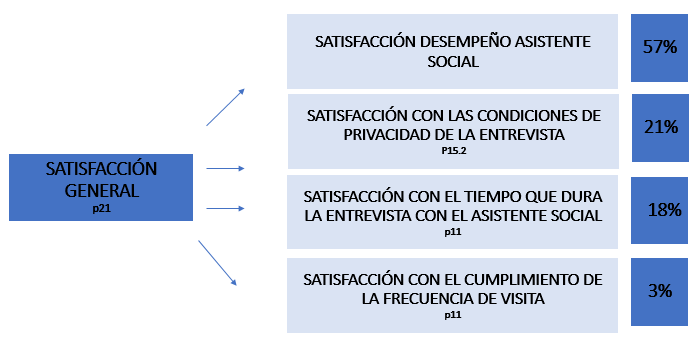 SATISFACCIÓN DESEMPEÑO ASISTENTE
SOCIAL
57%
SATISFACCIÓN CON LAS CONDICIONES DE
PRIVACIDAD DE LA ENTREVISTA
P15.2
21%
SATISFACCIÓN
GENERAL
p21
SATISFACCIÓN CON EL TIEMPO QUE DURA
LA ENTREVISTA CON EL ASISTENTE SOCIAL
p11
18%
SATISFACCIÓN CON EL CUMPLIMIENTO DE
LA FRECUENCIA DE VISITA
p11
3%